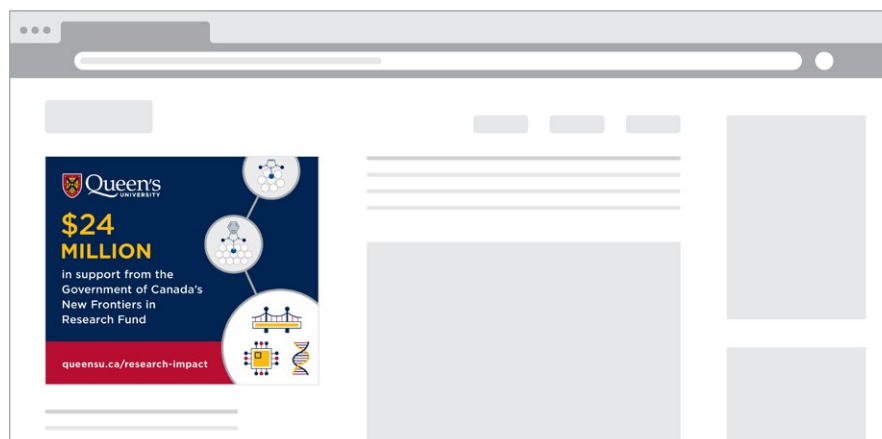 Queen's
UNIVERSITY
$24
MILLION
in support from the
Government of Canada's
New Frontiers in
Research Fund
queensu.ca/research-impact